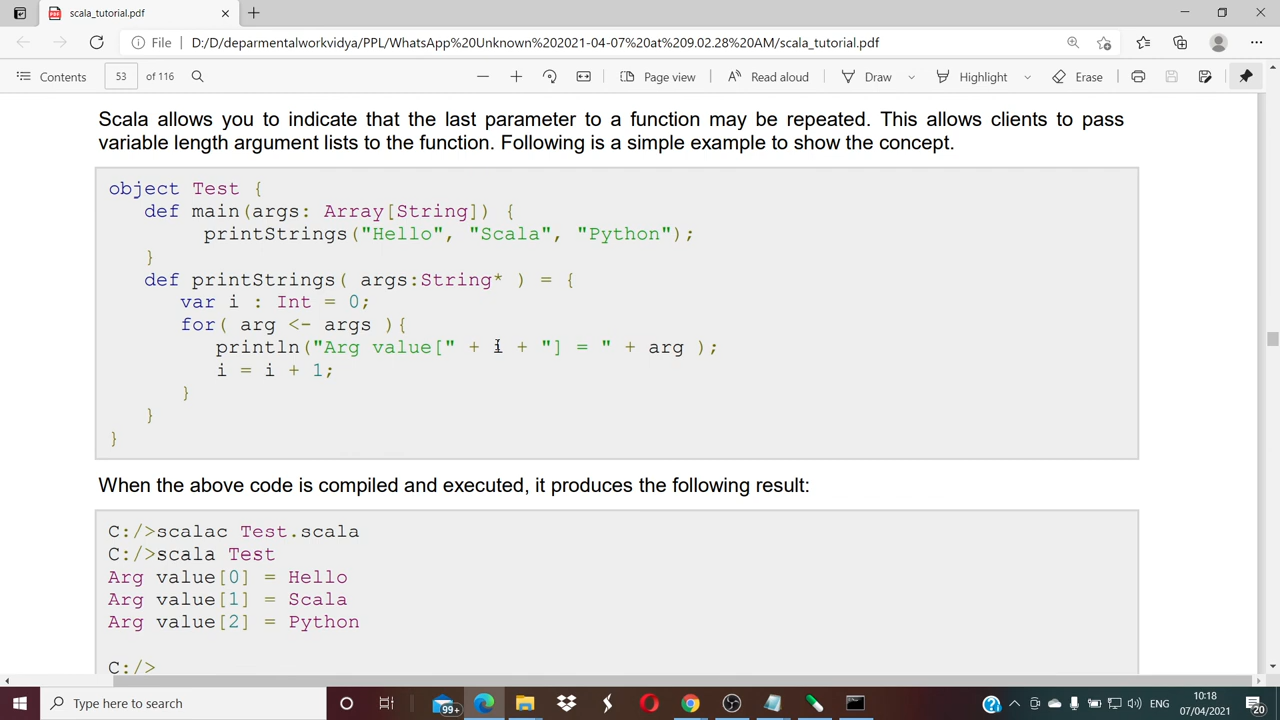 scala_tutorial.pdf
File | D:/D/deparmentalworkvidya/PPL/WhatsApp%20Unknown%202021-04-07%20at%209.02.28%20AM/scala_tutorial.pdf
Contents 53 of 116 Page view Read aloud Draw Highlight Erase
Scala allows you to indicate that the last parameter to a function may be repeated. This allows clients to pass
variable length argument lists to the function. Following is a simple example to show the concept.
object Test {
def main(args: Array[String]) {
printStrings("Hello", "Scala", "Python");
}
def printStrings( args:String* ) = {
var i : Int = 0;
for( arg <- args ){
println("Arg value[" + i + "] = " + arg );
i = i + 1;
}
}
}
When the above code is compiled and executed, it produces the following result:
C:/>scalac Test.scala
C:/>scala Test
Arg value[0] = Hello
Arg value[1] = Scala
Arg value[2] = Python
C:/>
Type here to search 99+ ENG 10:18
07/04/2021 20